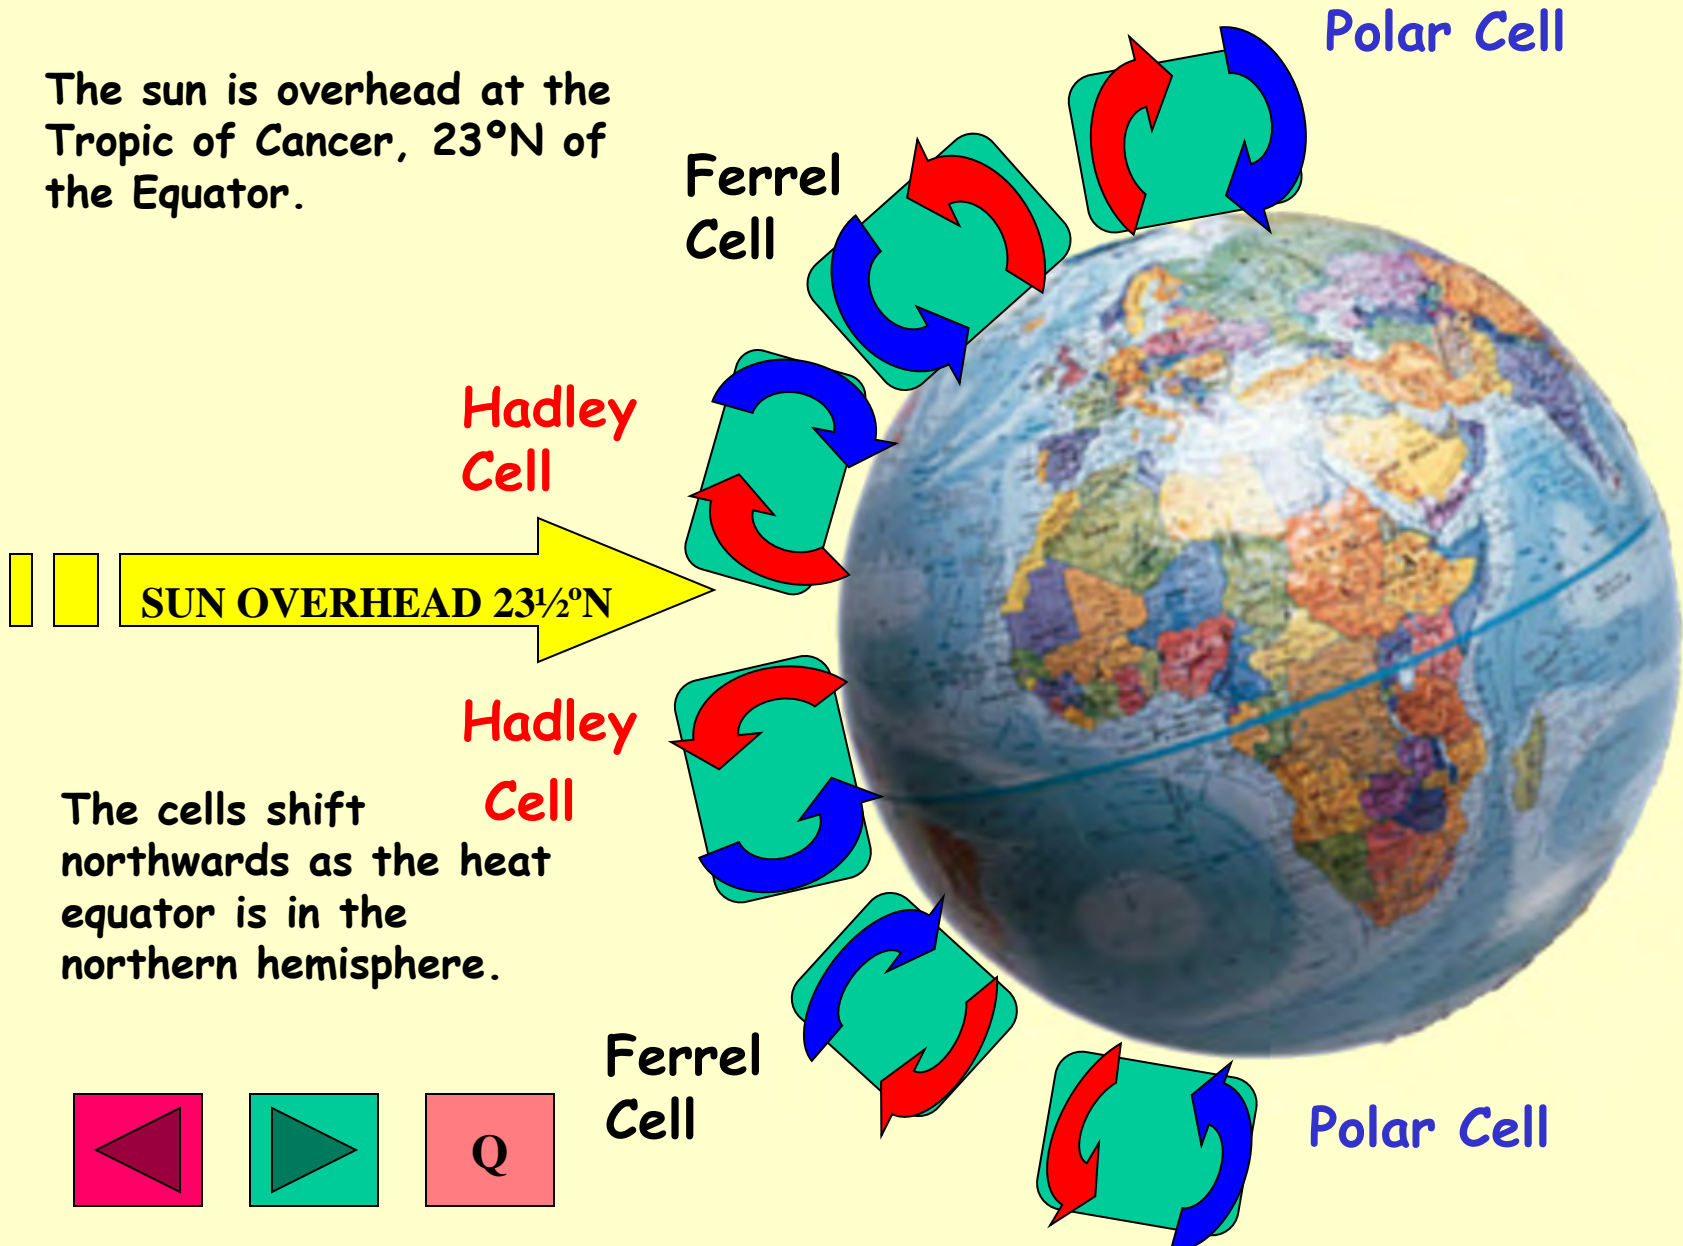 Polar Cell
The sun is overhead at the
Tropic of Cancer, 23ºN of
the Equator.
Ferrel
Cell
Hadley
Cell
SUN OVERHEAD 23½ºN
Hadley
Cell
The cells shift
northwards as the heat
equator is in the
northern hemisphere.
Ferrel
Cell
Polar Cell
Q